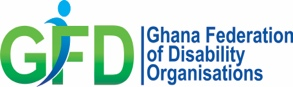 GFD
Ghana Federation
of Disability
Organisations